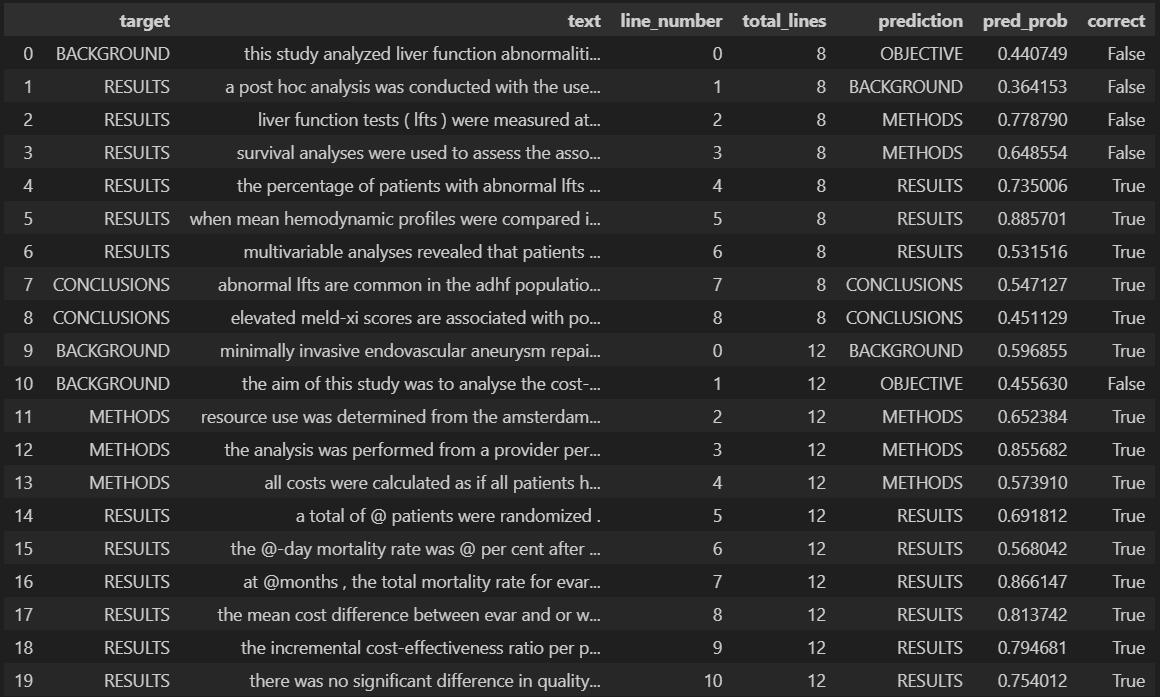 target text line_number total_lines prediction pred_prob correct
0 BACKGROUND this study analyzed liver function abnormaliti... 0 8 OBJECTIVE 0.440749 False
1 RESULTS a post hoc analysis was conducted with the use... 1 8 BACKGROUND 0.364153 False
2 RESULTS liver function tests ( lfts ) were measured at... 2 8 METHODS 0.778790 False
3 RESULTS survival analyses were used to assess the asso... 3 8 METHODS 0.648554 False
4 RESULTS the percentage of patients with abnormal lfts ... 4 8 RESULTS 0.735006 True
5 RESULTS when mean hemodynamic profiles were compared i... 5 8 RESULTS 0.885701 True
6 RESULTS multivariable analyses revealed that patients ... 6 8 RESULTS 0.531516 True
7 CONCLUSIONS abnormal lfts are common in the adhf populatio... 7 8 CONCLUSIONS 0.547127 True
8 CONCLUSIONS elevated meld-xi scores are associated with po... 8 8 CONCLUSIONS 0.451129 True
9 BACKGROUND minimally invasive endovascular aneurysm repai... 0 12 BACKGROUND 0.596855 True
10 BACKGROUND the aim of this study was to analyse the cost-... 1 12 OBJECTIVE 0.455630 False
11 METHODS resource use was determined from the amsterdam... 2 12 METHODS 0.652384 True
12 METHODS the analysis was performed from a provider per... 3 12 METHODS 0.855682 True
13 METHODS all costs were calculated as if all patients h... 4 12 METHODS 0.573910 True
14 RESULTS a total of @ patients were randomized . 5 12 RESULTS 0.691812 True
15 RESULTS the @-day mortality rate was @ per cent after ... 6 12 RESULTS 0.568042 True
16 RESULTS at @months , the total mortality rate for evar... 7 12 RESULTS 0.866147 True
17 RESULTS the mean cost difference between evar and or w... 8 12 RESULTS 0.813742 True
18 RESULTS the incremental cost-effectiveness ratio per p... 9 12 RESULTS 0.794681 True
19 RESULTS there was no significant difference in quality... 10 12 RESULTS 0.754012 True